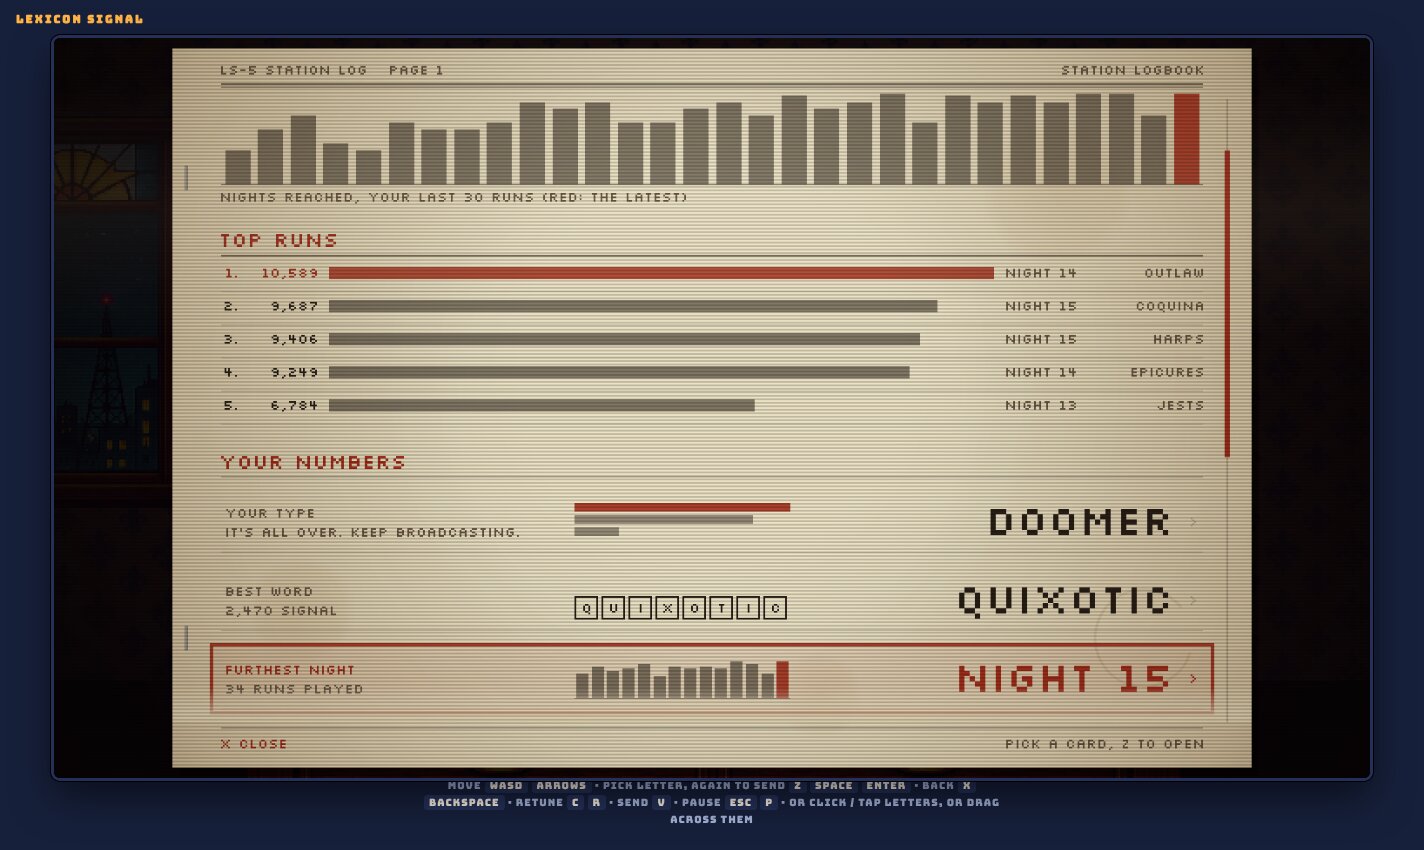 LEXICON SIGNAL
LS-5 STATION LOG PAGE 1
STATION LOGBOOK
NIGHTS REACHED, YOUR LAST 30 RUNS (RED: THE LATEST)
TOP RUNS
1. 10,589 NIGHT 14 OUTLAW
2. 9,687 NIGHT 15 COQUINA
3. 9,406 NIGHT 15 HARPS
4. 9,249 NIGHT 14 EPICURES
5. 6,784 NIGHT 13 JESTS
YOUR NUMBERS
YOUR TYPE
IT'S ALL OVER. KEEP BROADCASTING.
DOOMER >
BEST WORD
2,470 SIGNAL
Q U I X O T I C
QUIXOTIC >
FURTHEST NIGHT
34 RUNS PLAYED
NIGHT 15 >
X CLOSE
PICK A CARD, Z TO OPEN
MOVE WASD ARROWS · PICK LETTER, AGAIN TO SEND Z SPACE ENTER · BACK X
BACKSPACE · RETUNE C R · SEND V · PAUSE ESC P · OR CLICK / TAP LETTERS, OR DRAG
ACROSS THEM